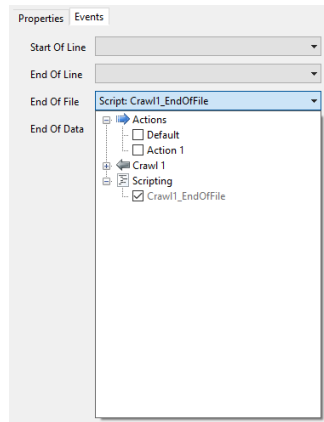 Properties Events
Start Of Line
End Of Line
End Of File Script: Crawl1_EndOfFile
End Of Data
Actions
Default
Action 1
Crawl 1
Scripting
Crawl1_EndOfFile